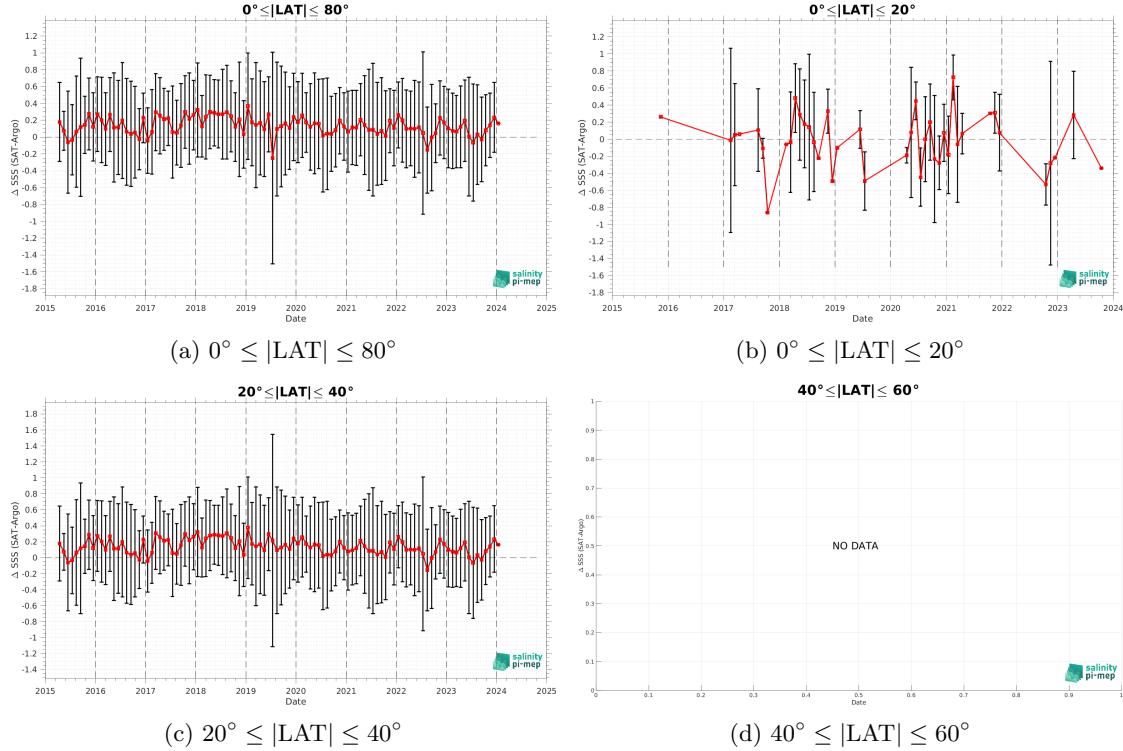 0°≤|LAT|≤ 80°
1.2
1
0.8
0.6
0.4
0.2
0
-0.2
-0.4
-0.6
-0.8
-1
-1.2
-1.4
-1.6
-1.8
Δ SSS (SAT-Argo)
2015 2016 2017 2018 2019 2020 2021 2022 2023 2024 2025
Date
salinity
pi-mep
(a) 0° ≤ |LAT| ≤ 80°
0°≤|LAT|≤ 20°
1.2
1
0.8
0.6
0.4
0.2
0
-0.2
-0.4
-0.6
-0.8
-1
-1.2
-1.4
-1.6
-1.8
Δ SSS (SAT-Argo)
2016 2017 2018 2019 2020 2021 2022 2023 2024
Date
salinity
pi-mep
(b) 0° ≤ |LAT| ≤ 20°
20°≤|LAT|≤ 40°
1.8
1.6
1.4
1.2
1
0.8
0.6
0.4
0.2
0
-0.2
-0.4
-0.6
-0.8
-1
-1.2
-1.4
Δ SSS (SAT-Argo)
2015 2016 2017 2018 2019 2020 2021 2022 2023 2024 2025
Date
salinity
pi-mep
(c) 20° ≤ |LAT| ≤ 40°
40°≤|LAT|≤ 60°
1
0.9
0.8
0.7
0.6
0.5
0.4
0.3
0.2
0.1
0
Δ SSS (SAT-Argo)
NO DATA
0 0.1 0.2 0.3 0.4 0.5 0.6 0.7 0.8 0.9 1
Date
salinity
pi-mep
(d) 40° ≤ |LAT| ≤ 60°